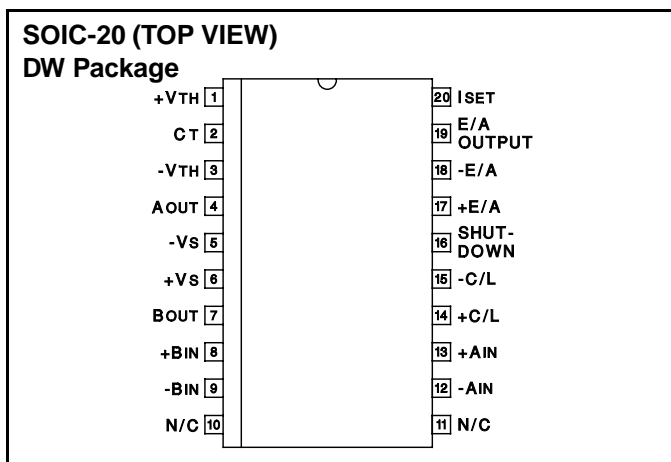 SOIC-20 (TOP VIEW)
DW Package
+VTH 1
CT 2
-VTH 3
AOUT 4
-VS 5
+VS 6
BOUT 7
+BIN 8
-BIN 9
N/C 10
20 ISET
19 E/A
OUTPUT
18 -E/A
17 +E/A
16 SHUT-
DOWN
15 -C/L
14 +C/L
13 +AIN
12 -AIN
11 N/C